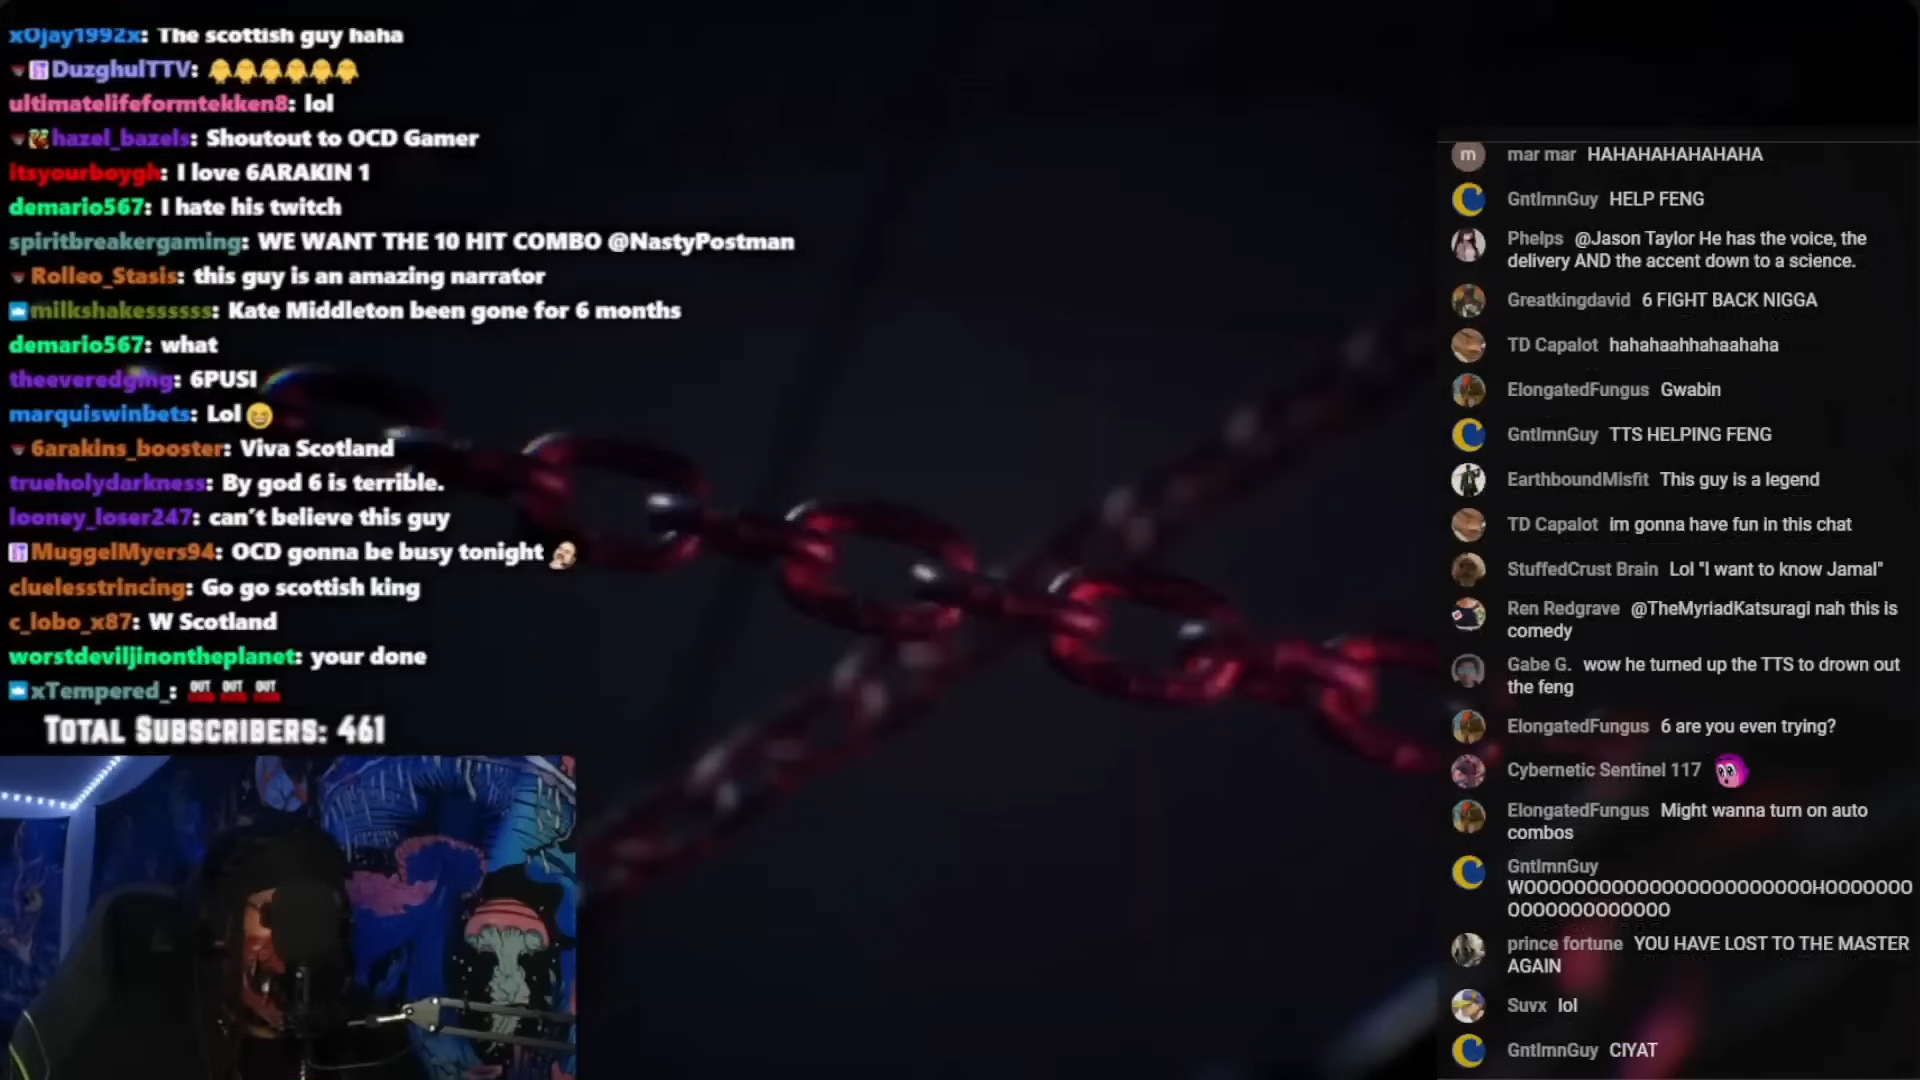 xOjay1992x: The scottish guy haha
DuzghulTTV:
ultimatelifeformtekken8: lol
hazel_bazels: Shoutout to OCD Gamer
itsyourboygh: I love 6ARAKIN 1
demario567: I hate his twitch
spiritbreakergaming: WE WANT THE 10 HIT COMBO @NastyPostman
Rolleo_Stasis: this guy is an amazing narrator
milkshakessssss: Kate Middleton been gone for 6 months
demario567: what
theeveredging: 6PUSI
marquiswinbets: Lol
6arakins_booster: Viva Scotland
trueholydarkness: By god 6 is terrible.
looney_loser247: can't believe this guy
MuggelMyers94: OCD gonna be busy tonight
cluelesstrincing: Go go scottish king
c_lobo_x87: W Scotland
worstdeviljinontheplanet: your done
xTempered_: OUT OUT OUT
TOTAL SUBSCRIBERS: 461
m mar mar HAHAHAHAHAHAHA
GntlmnGuy HELP FENG
Phelps @Jason Taylor He has the voice, the
delivery AND the accent down to a science.
Greatkingdavid 6 FIGHT BACK NIGGA
TD Capalot hahahaahhahaahaha
ElongatedFungus Gwabin
GntlmnGuy TTS HELPING FENG
EarthboundMisfit This guy is a legend
TD Capalot im gonna have fun in this chat
StuffedCrust Brain Lol "I want to know Jamal"
Ren Redgrave @TheMyriadKatsuragi nah this is
comedy
Gabe G. wow he turned up the TTS to drown out
the feng
ElongatedFungus 6 are you even trying?
Cybernetic Sentinel 117
ElongatedFungus Might wanna turn on auto
combos
GntlmnGuy
WOOOOOOOOOOOOOOOOOOOOOOOHOOOOOOO
OOOOOOOOOOOOO
prince fortune YOU HAVE LOST TO THE MASTER
AGAIN
Suvx lol
GntlmnGuy CIYAT